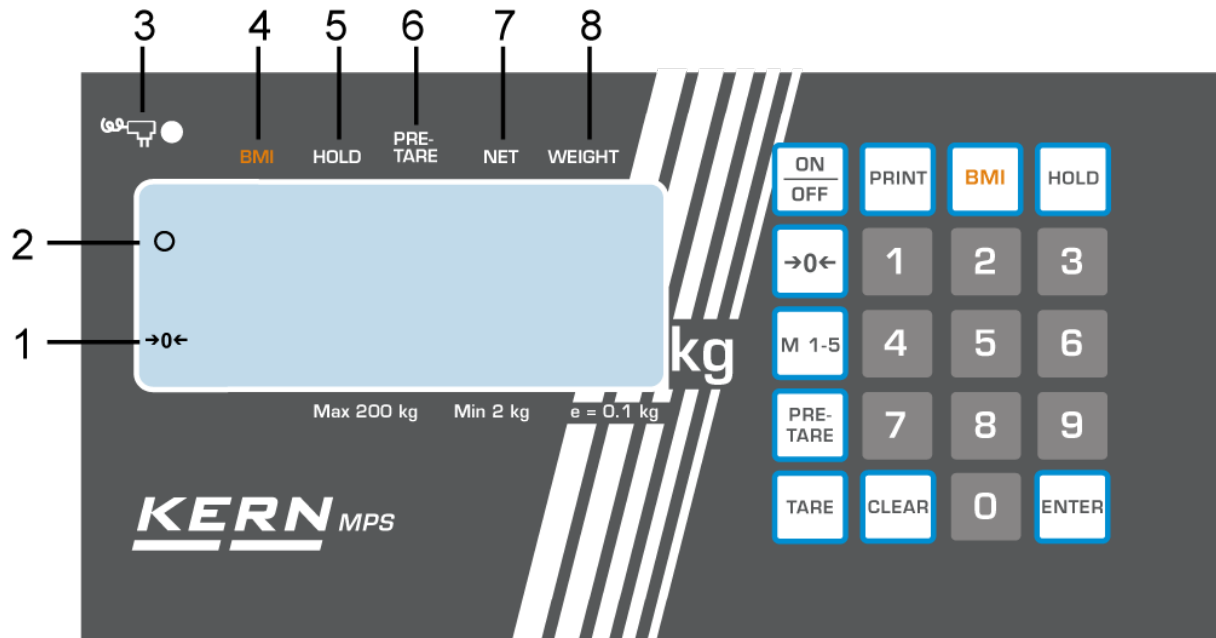 3 4 5 6 7 8
BMI HOLD PRE-
TARE NET WEIGHT
2
1 →0←
kg
Max 200 kg Min 2 kg e = 0.1 kg
KERN MPS
ON
OFF
PRINT BMI HOLD
→0← 1 2 3
M 1-5 4 5 6
PRE-
TARE
7 8 9
TARE CLEAR 0 ENTER